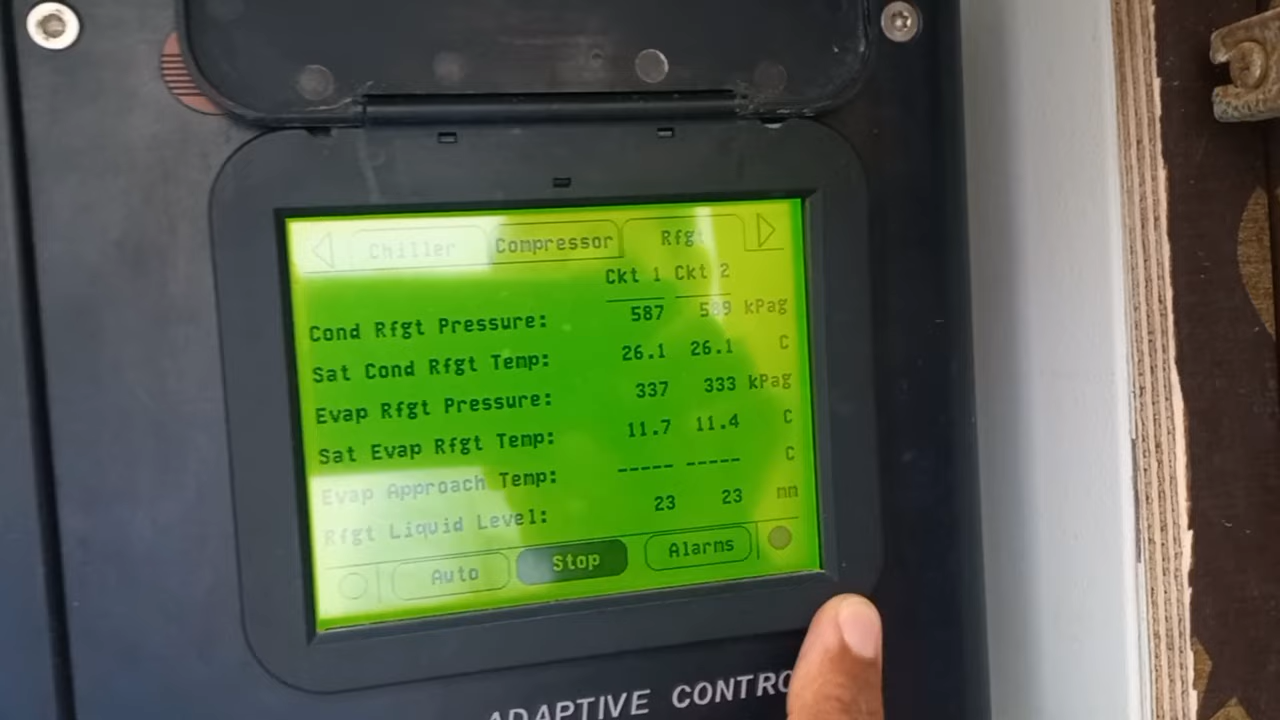 Chiller Compressor Rfgt
Ckt 1 Ckt 2
Cond Rfgt Pressure: 587 589 kPag
Sat Cond Rfgt Temp: 26.1 26.1 C
Evap Rfgt Pressure: 337 333 kPag
Sat Evap Rfgt Temp: 11.7 11.4 C
Evap Approach Temp: ----- ----- C
Rfgt Liquid Level: 23 23 mm
Auto Stop Alarms
ADAPTIVE